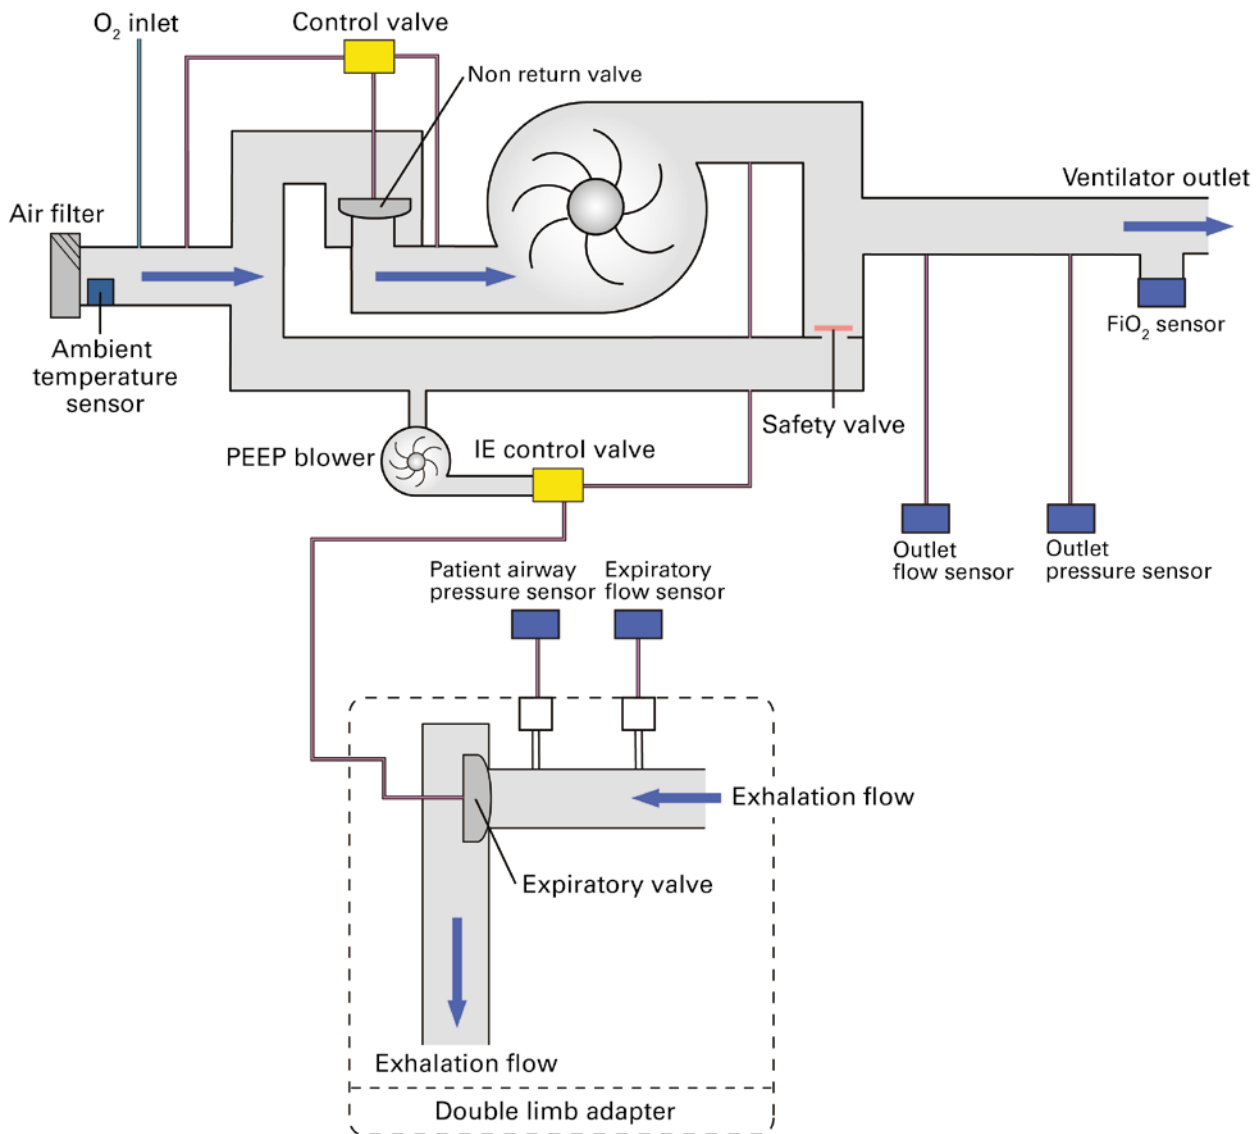 O₂ inlet
Control valve
Non return valve
Air filter
Ventilator outlet
Ambient
temperature
sensor
FiO₂ sensor
Safety valve
PEEP blower
IE control valve
Outlet
flow sensor
Outlet
pressure sensor
Patient airway
pressure sensor
Expiratory
flow sensor
Exhalation flow
Expiratory valve
Exhalation flow
Double limb adapter